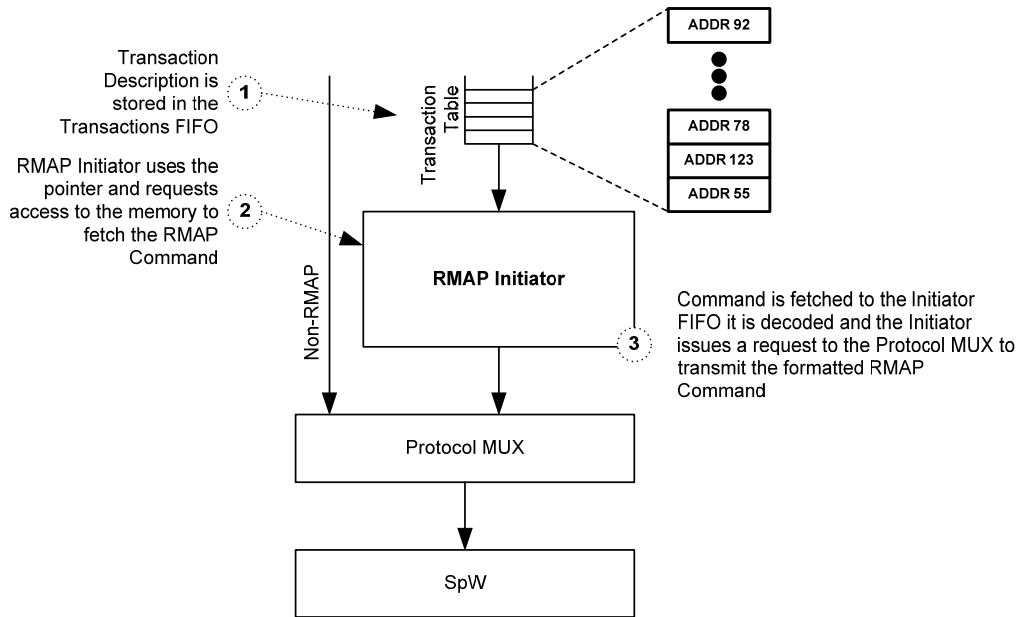 Transaction
Description is
stored in the
Transactions FIFO
1
RMAP Initiator uses the
pointer and requests
access to the memory to
fetch the RMAP
Command
2
Non-RMAP
Transaction
Table
ADDR 92
ADDR 78
ADDR 123
ADDR 55
RMAP Initiator
3
Command is fetched to the Initiator
FIFO it is decoded and the Initiator
issues a request to the Protocol MUX to
transmit the formatted RMAP
Command
Protocol MUX
SpW